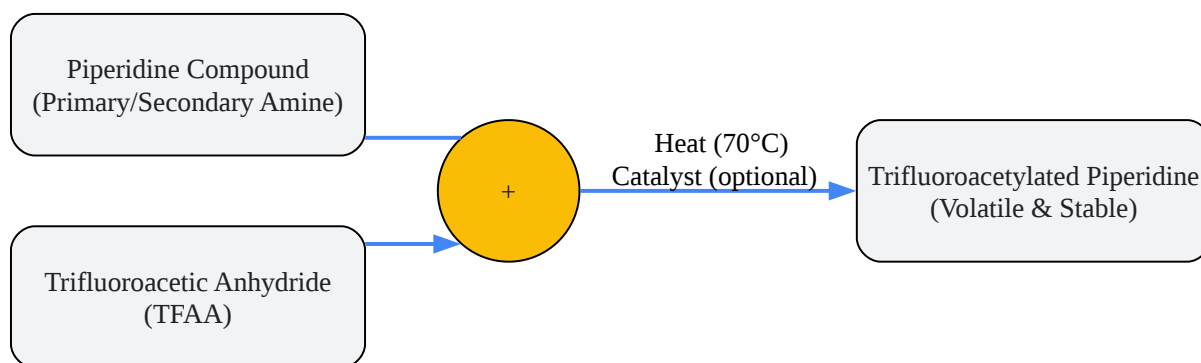 Piperidine Compound
(Primary/Secondary Amine)
Trifluoroacetic Anhydride
(TFAA)
+
Heat (70°C)
Catalyst (optional)
Trifluoroacetylated Piperidine
(Volatile & Stable)